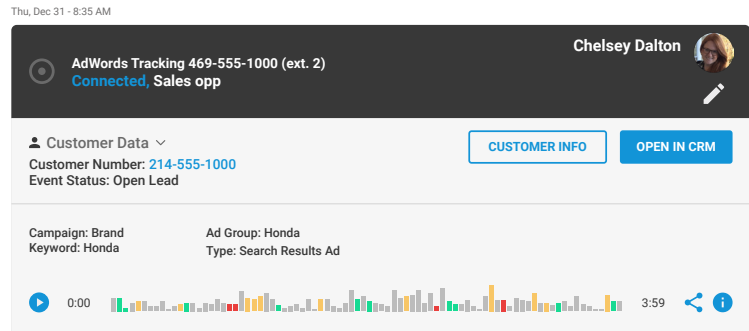 Thu, Dec 31 - 8:35 AM
Chelsey Dalton
AdWords Tracking 469-555-1000 (ext. 2)
Connected, Sales opp
Customer Data
CUSTOMER INFO
OPEN IN CRM
Customer Number: 214-555-1000
Event Status: Open Lead
Campaign: Brand
Ad Group: Honda
Keyword: Honda
Type: Search Results Ad
0:00
3:59